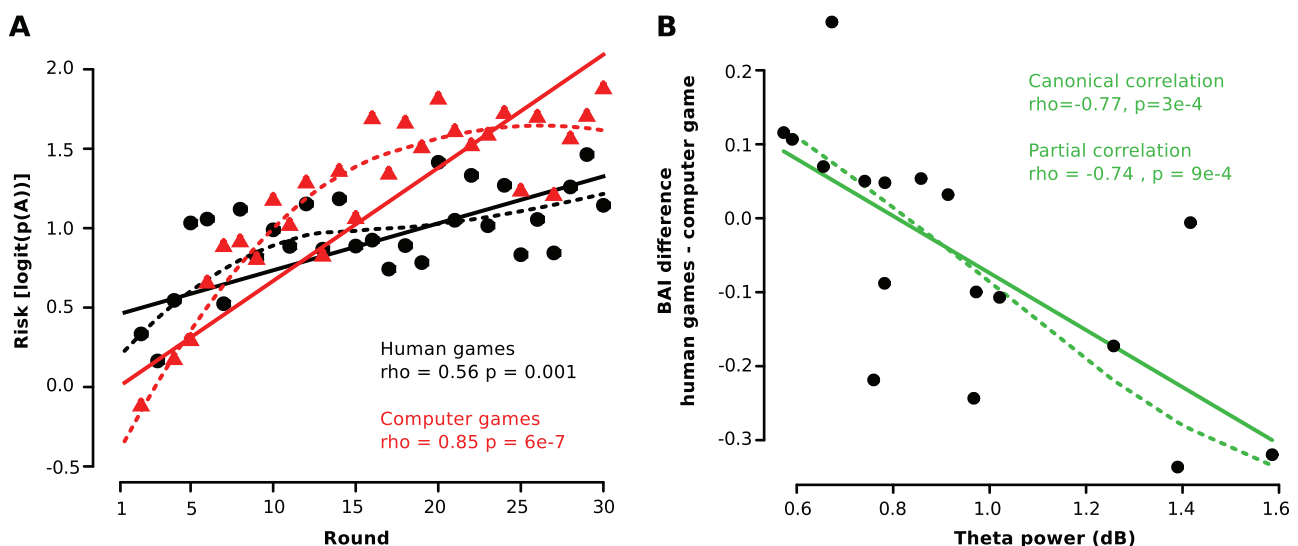 A
Risk [logit(p(A))]
2.0
1.5
1.0
0.5
0.0
-0.5
Human games
rho = 0.56 p = 0.001
Computer games
rho = 0.85 p = 6e-7
1 5 10 15 20 25 30
Round
B
BAI difference
human games - computer game
0.2
0.1
0.0
-0.1
-0.2
-0.3
Canonical correlation
rho=-0.77, p=3e-4
Partial correlation
rho = -0.74 , p = 9e-4
0.6 0.8 1.0 1.2 1.4 1.6
Theta power (dB)